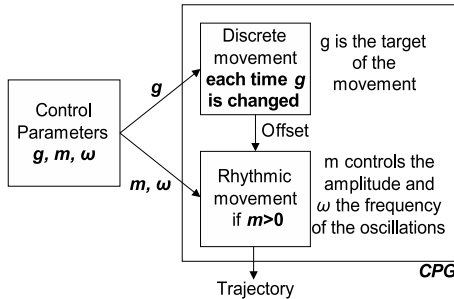 Control
Parameters
g, m, ω
g
m, ω
Discrete
movement
each time g
is changed
g is the target
of the
movement
Offset
Rhythmic
movement
if m>0
m controls the
amplitude and
ω the frequency
of the oscillations
CPG
Trajectory